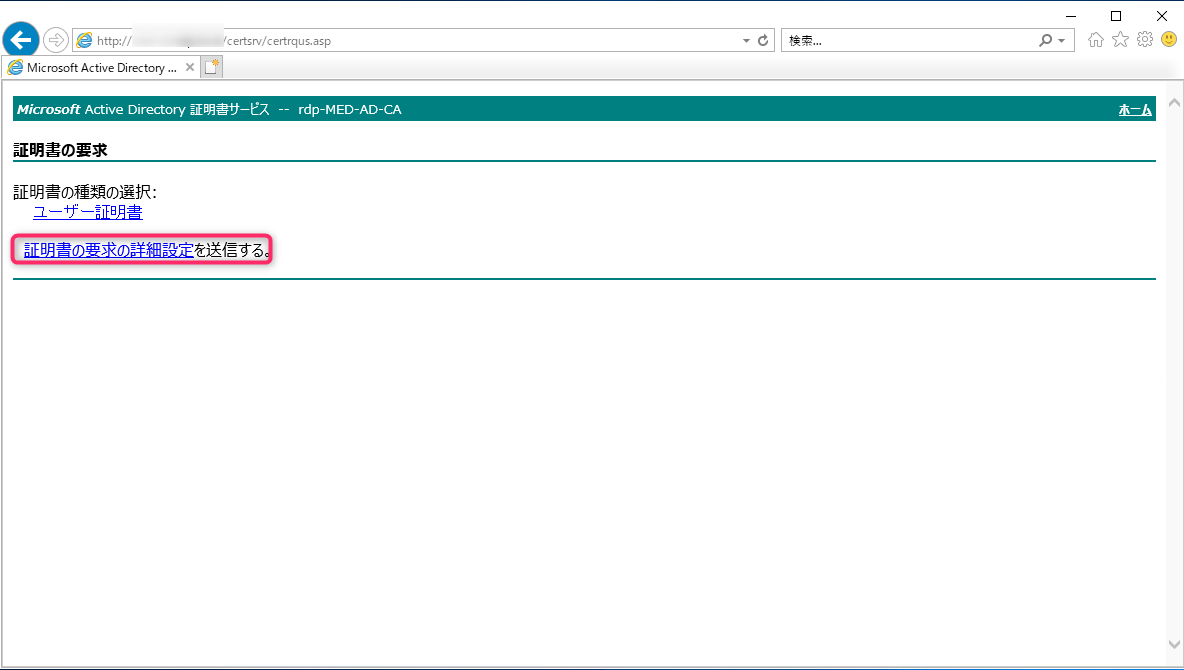 http:// /certsrv/certrqus.asp
検索...
Microsoft Active Directory ...
Microsoft Active Directory 証明書サービス -- rdp-MED-AD-CA
ホーム
証明書の要求
証明書の種類の選択:
ユーザー証明書
証明書の要求の詳細設定を送信する。